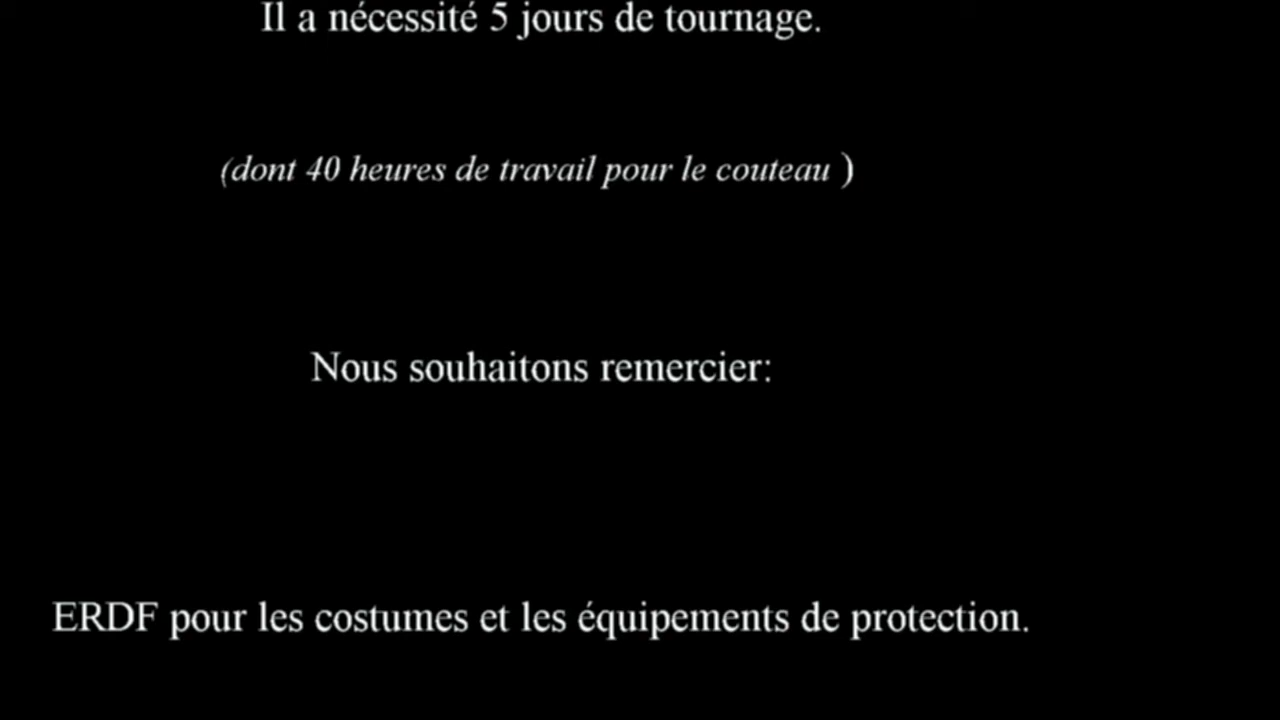 Il a nécessité 5 jours de tournage.
(dont 40 heures de travail pour le couteau )
Nous souhaitons remercier:
ERDF pour les costumes et les équipements de protection.